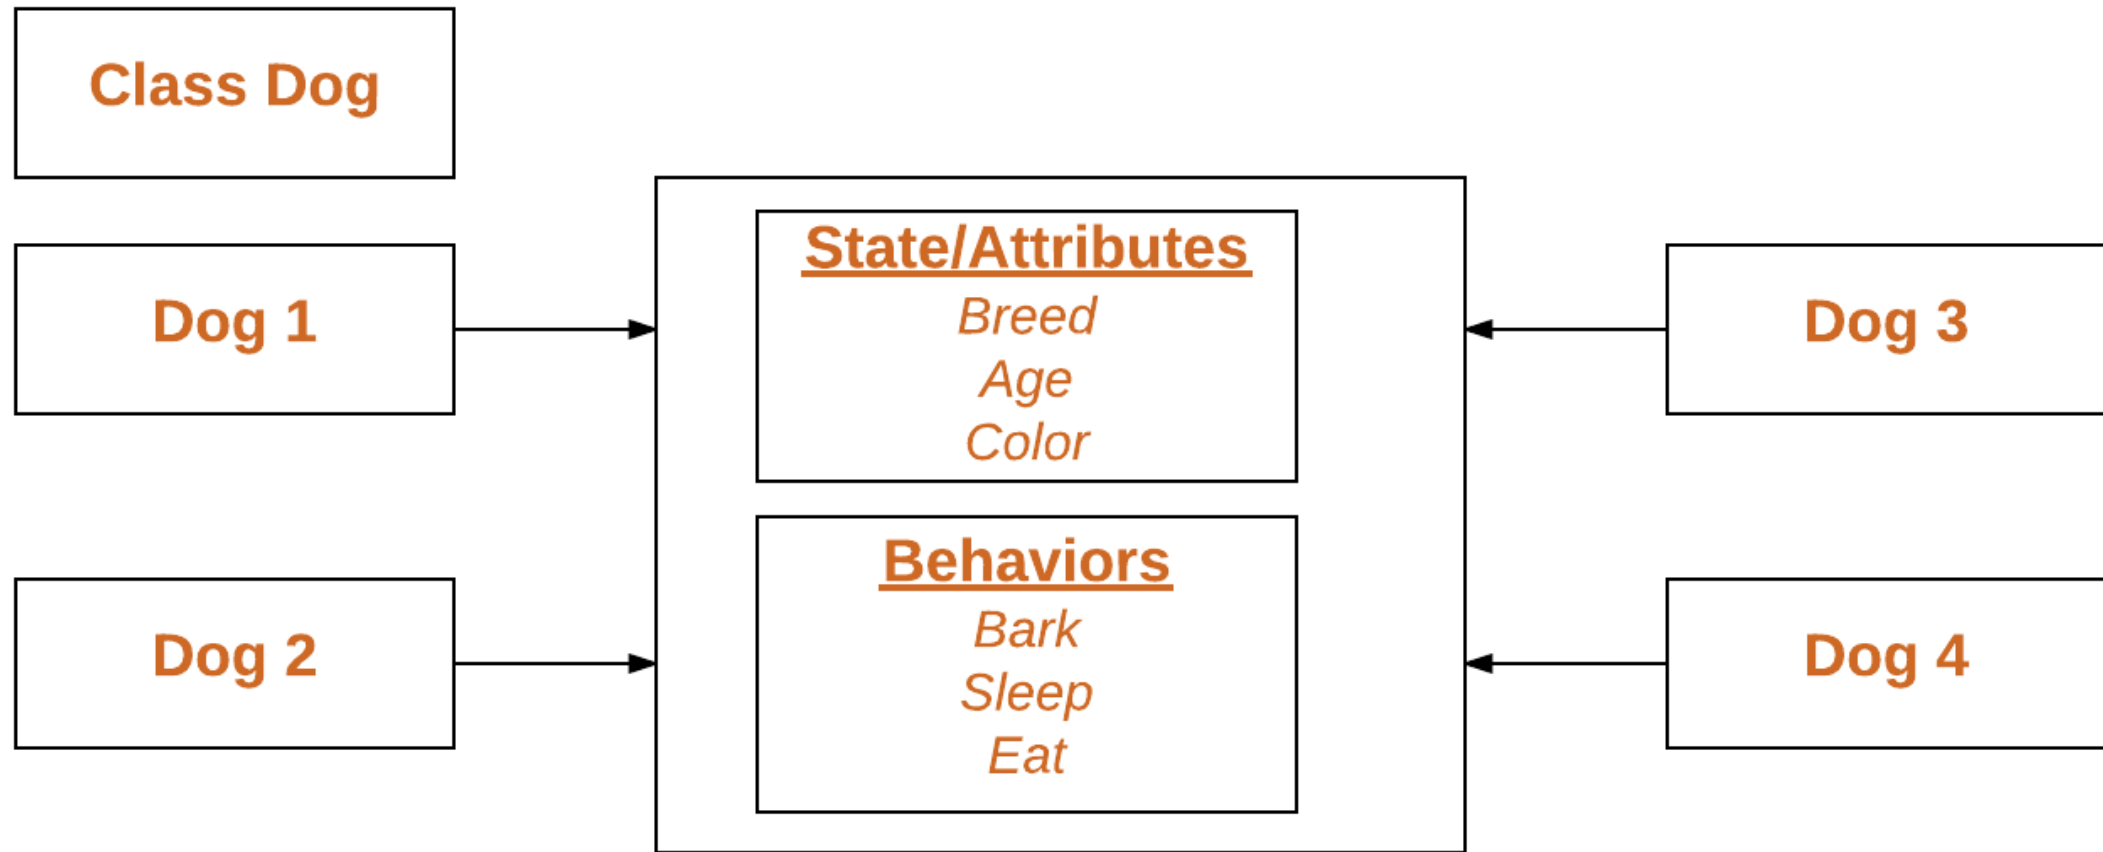 Class Dog
Dog 1
Dog 2
State/Attributes
Breed
Age
Color
Behaviors
Bark
Sleep
Eat
Dog 3
Dog 4